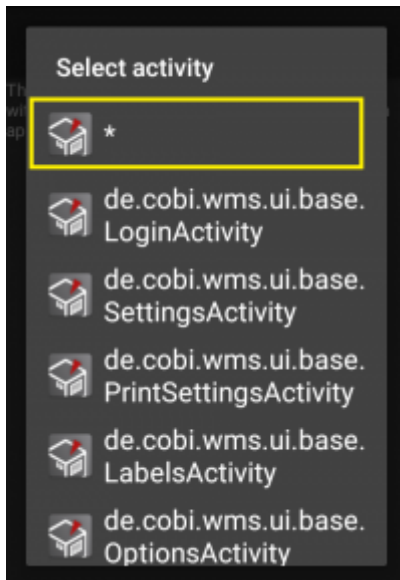 Select activity
*
de.cobi.wms.ui.base.
LoginActivity
de.cobi.wms.ui.base.
SettingsActivity
de.cobi.wms.ui.base.
PrintSettingsActivity
de.cobi.wms.ui.base.
LabelsActivity
de.cobi.wms.ui.base.
OptionsActivity